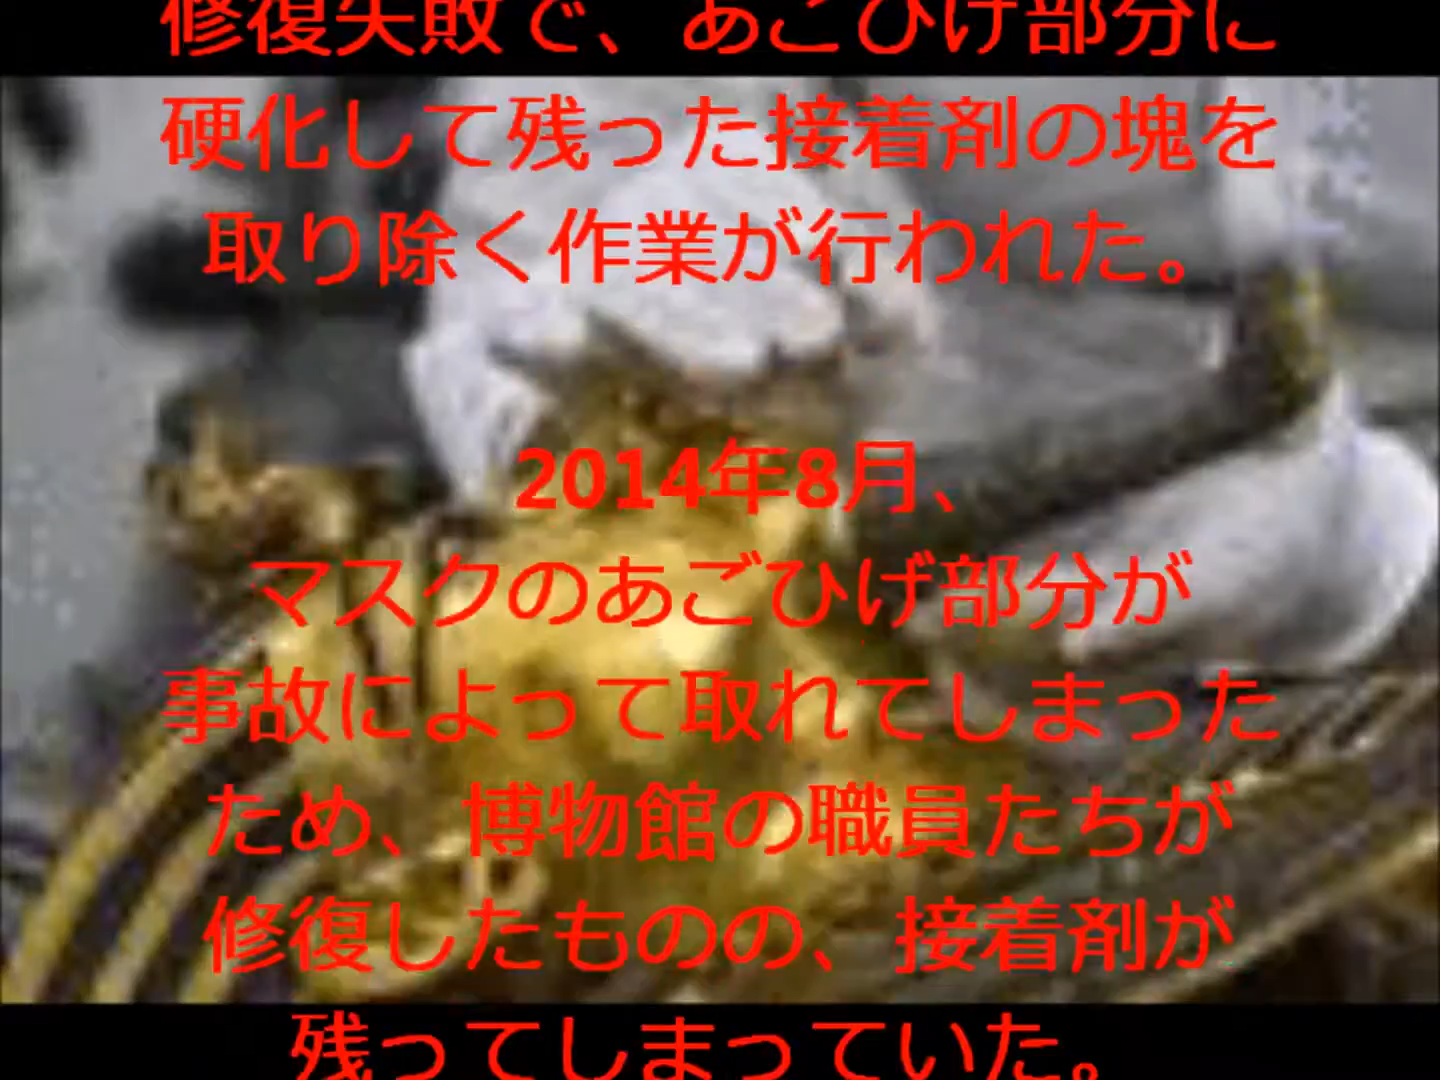 修復失敗で、あごひげ部分に
硬化して残った接着剤の塊を
取り除く作業が行われた。
2014年8月、
マスクのあごひげ部分が
事故によって取れてしまった
ため、博物館の職員たちが
修復したものの、接着剤が
残ってしまっていた。